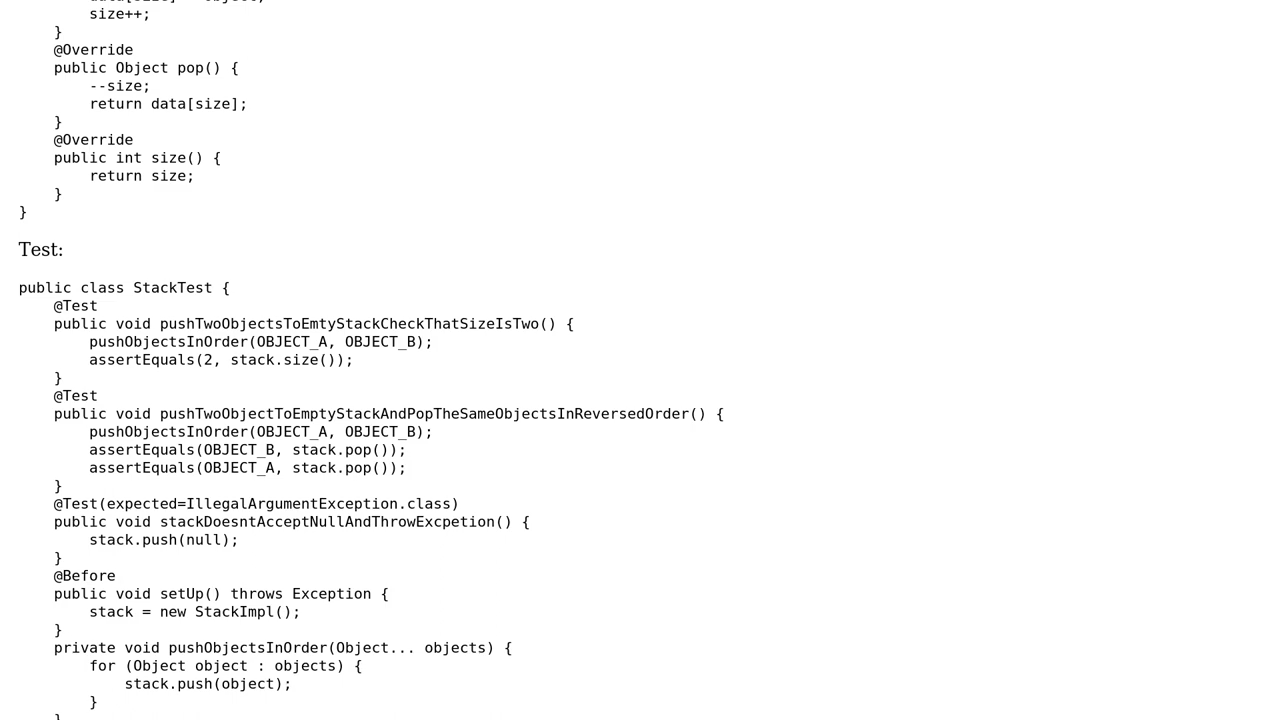 size++;
}
@Override
public Object pop() {
--size;
return data[size];
}
@Override
public int size() {
return size;
}
}
Test:
public class StackTest {
@Test
public void pushTwoObjectsToEmtyStackCheckThatSizeIsTwo() {
pushObjectsInOrder(OBJECT_A, OBJECT_B);
assertEquals(2, stack.size());
}
@Test
public void pushTwoObjectToEmptyStackAndPopTheSameObjectsInReversedOrder() {
pushObjectsInOrder(OBJECT_A, OBJECT_B);
assertEquals(OBJECT_B, stack.pop());
assertEquals(OBJECT_A, stack.pop());
}
@Test(expected=IllegalArgumentException.class)
public void stackDoesntAcceptNullAndThrowExcpetion() {
stack.push(null);
}
@Before
public void setUp() throws Exception {
stack = new StackImpl();
}
private void pushObjectsInOrder(Object... objects) {
for (Object object : objects) {
stack.push(object);
}
}